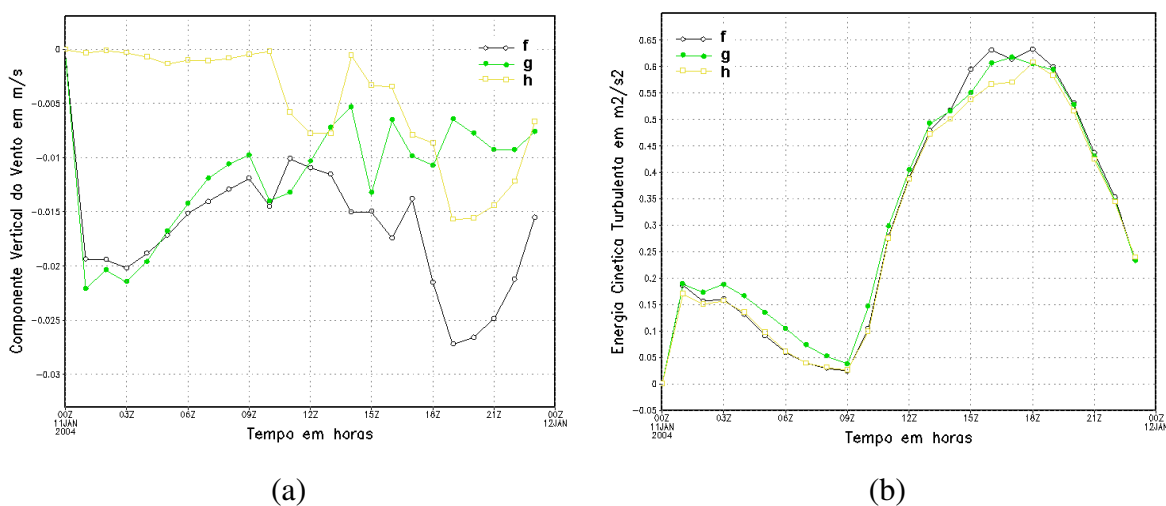 f
g
h
Componente Vertical do Vento em m/s
0
−0.005
−0.01
−0.015
−0.02
−0.025
−0.03
00Z
11JAN
2004
03Z
06Z
09Z
12Z
15Z
18Z
21Z
00Z
12JAN
Tempo em horas
(a)
f
g
h
Energia Cinetica Turbulenta em m2/s2
0.65
0.6
0.55
0.5
0.45
0.4
0.35
0.3
0.25
0.2
0.15
0.1
0.05
0
−0.05
00Z
11JAN
2004
03Z
06Z
09Z
12Z
15Z
18Z
21Z
00Z
12JAN
Tempo em horas
(b)